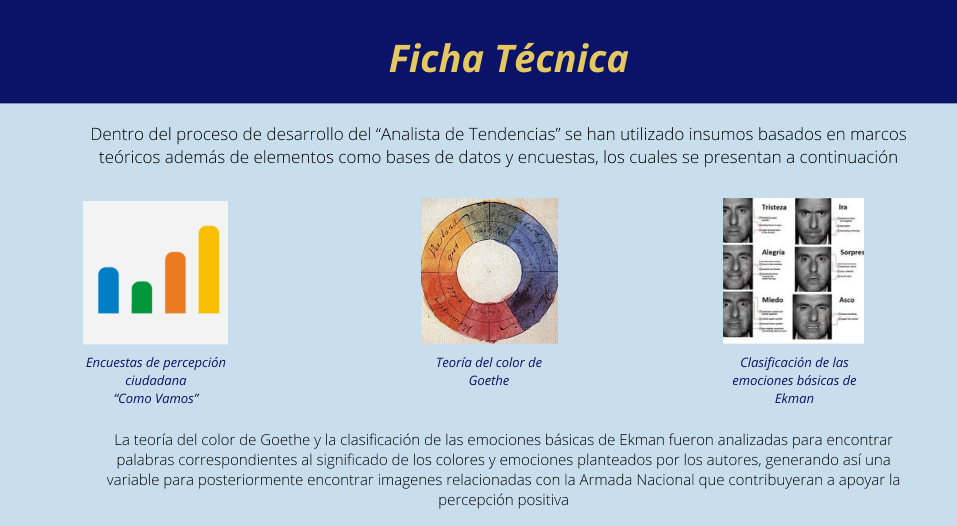 Ficha Técnica
Dentro del proceso de desarrollo del “Analista de Tendencias” se han utilizado insumos basados en marcos
teóricos además de elementos como bases de datos y encuestas, los cuales se presentan a continuación
Tristeza
Ira
Alegría
Sorpres
Miedo
Asco
Encuestas de percepción
ciudadana
“Como Vamos”
Teoría del color de
Goethe
Clasificación de las
emociones básicas de
Ekman
La teoría del color de Goethe y la clasificación de las emociones básicas de Ekman fueron analizadas para encontrar
palabras correspondientes al significado de los colores y emociones planteados por los autores, generando así una
variable para posteriormente encontrar imagenes relacionadas con la Armada Nacional que contribuyeran a apoyar la
percepción positiva